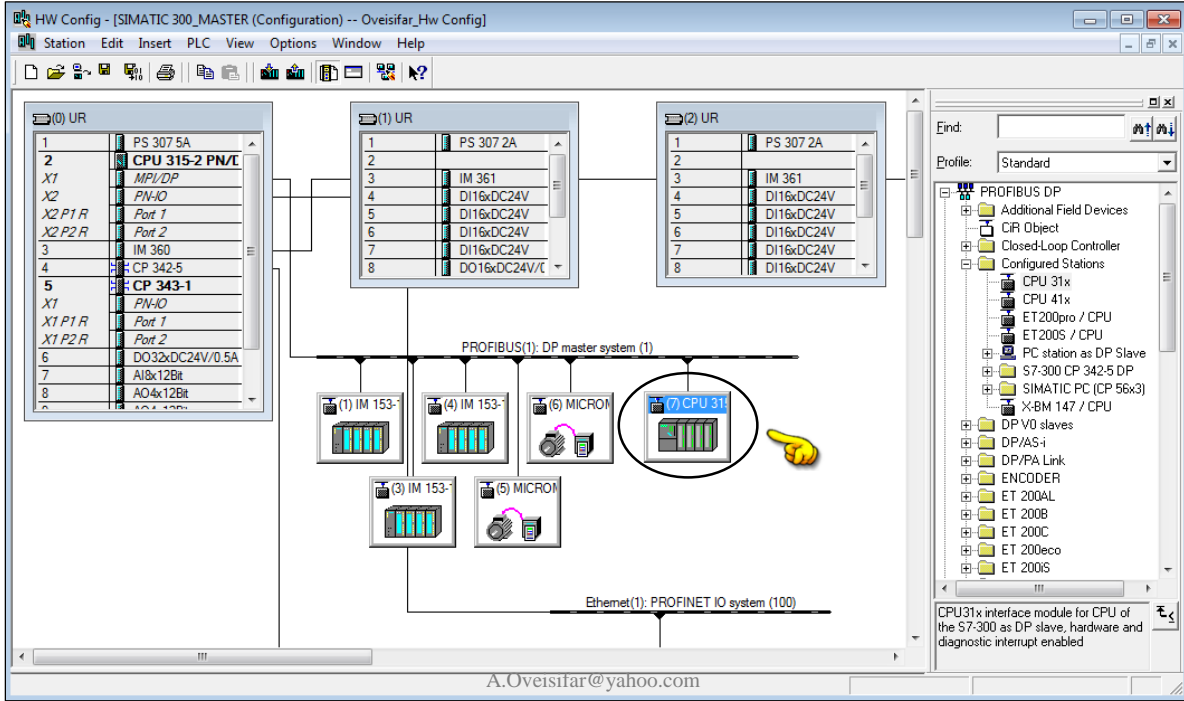 HW Config - [SIMATIC 300_MASTER (Configuration) -- Oveisifar_Hw Config]
Station Edit Insert PLC View Options Window Help
(0) UR
1 PS 307 5A
2 CPU 315-2 PN/D
X1 MPI/DP
X2 PN-IO
X2 P1 R Port 1
X2 P2 R Port 2
3 IM 360
4 CP 342-5
5 CP 343-1
X1 PN-IO
X1 P1 R Port 1
X1 P2 R Port 2
6 DO32xDC24V/0.5A
7 AI8x12Bit
8 AO4x12Bit
(1) UR
1 PS 307 2A
2
3 IM 361
4 DI16xDC24V
5 DI16xDC24V
6 DI16xDC24V
7 DI16xDC24V
8 DO16xDC24V/
(2) UR
1 PS 307 2A
2
3 IM 361
4 DI16xDC24V
5 DI16xDC24V
6 DI16xDC24V
7 DI16xDC24V
8 DI16xDC24V
PROFIBUS(1): DP master system (1)
(1) IM 153-
(4) IM 153-
(6) MICROM
(7) CPU 315
(3) IM 153-
(5) MICROM
Ethernet(1): PROFINET IO system (100)
Find:
Profile: Standard
PROFIBUS DP
Additional Field Devices
CiR Object
Closed-Loop Controller
Configured Stations
CPU 31x
CPU 41x
ET200pro / CPU
ET200S / CPU
PC station as DP Slave
S7-300 CP 342-5 DP
SIMATIC PC (CP 56x3)
X-BM 147 / CPU
DP V0 slaves
DP/AS-i
DP/PA Link
ENCODER
ET 200AL
ET 200B
ET 200C
ET 200eco
ET 200iS
CPU31x interface module for CPU of
the S7-300 as DP slave, hardware and
diagnostic interrupt enabled
A.Oveisifar@yahoo.com